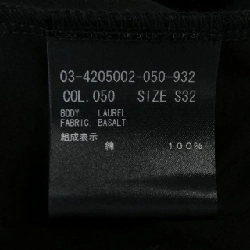 03-4205002-050-932
COL.050 SIZE S32
BODY LAUREL
FABRIC. BASALT
組成表示
綿 100%